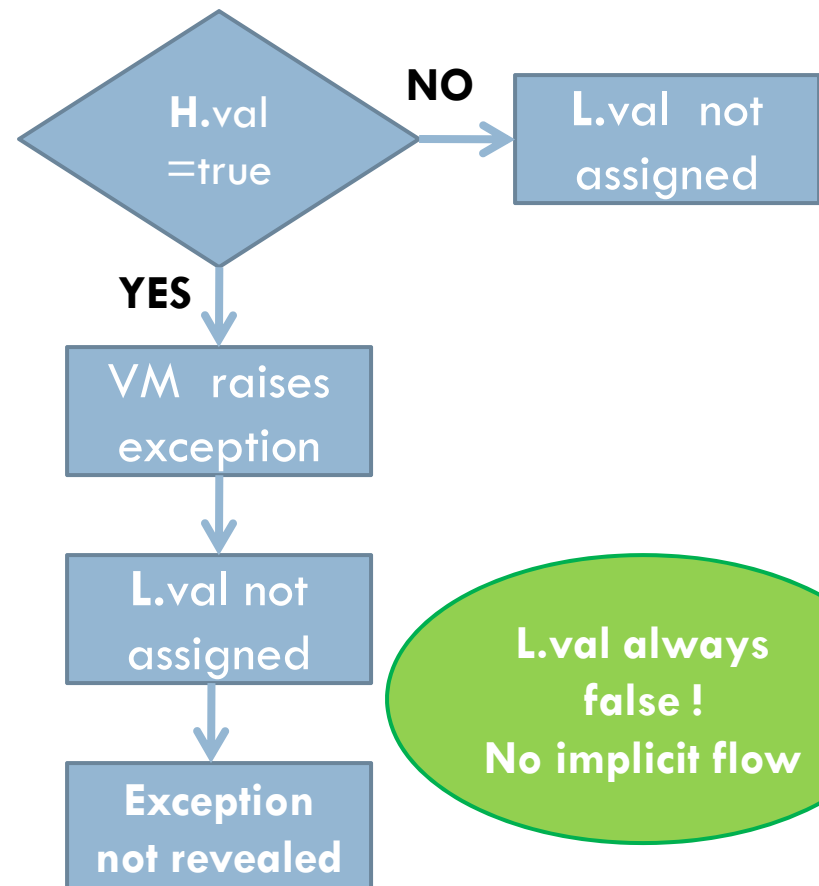 H.val
=true
NO
L.val not
assigned
YES
VM raises
exception
L.val not
assigned
Exception
not revealed
L.val always
false !
No implicit flow